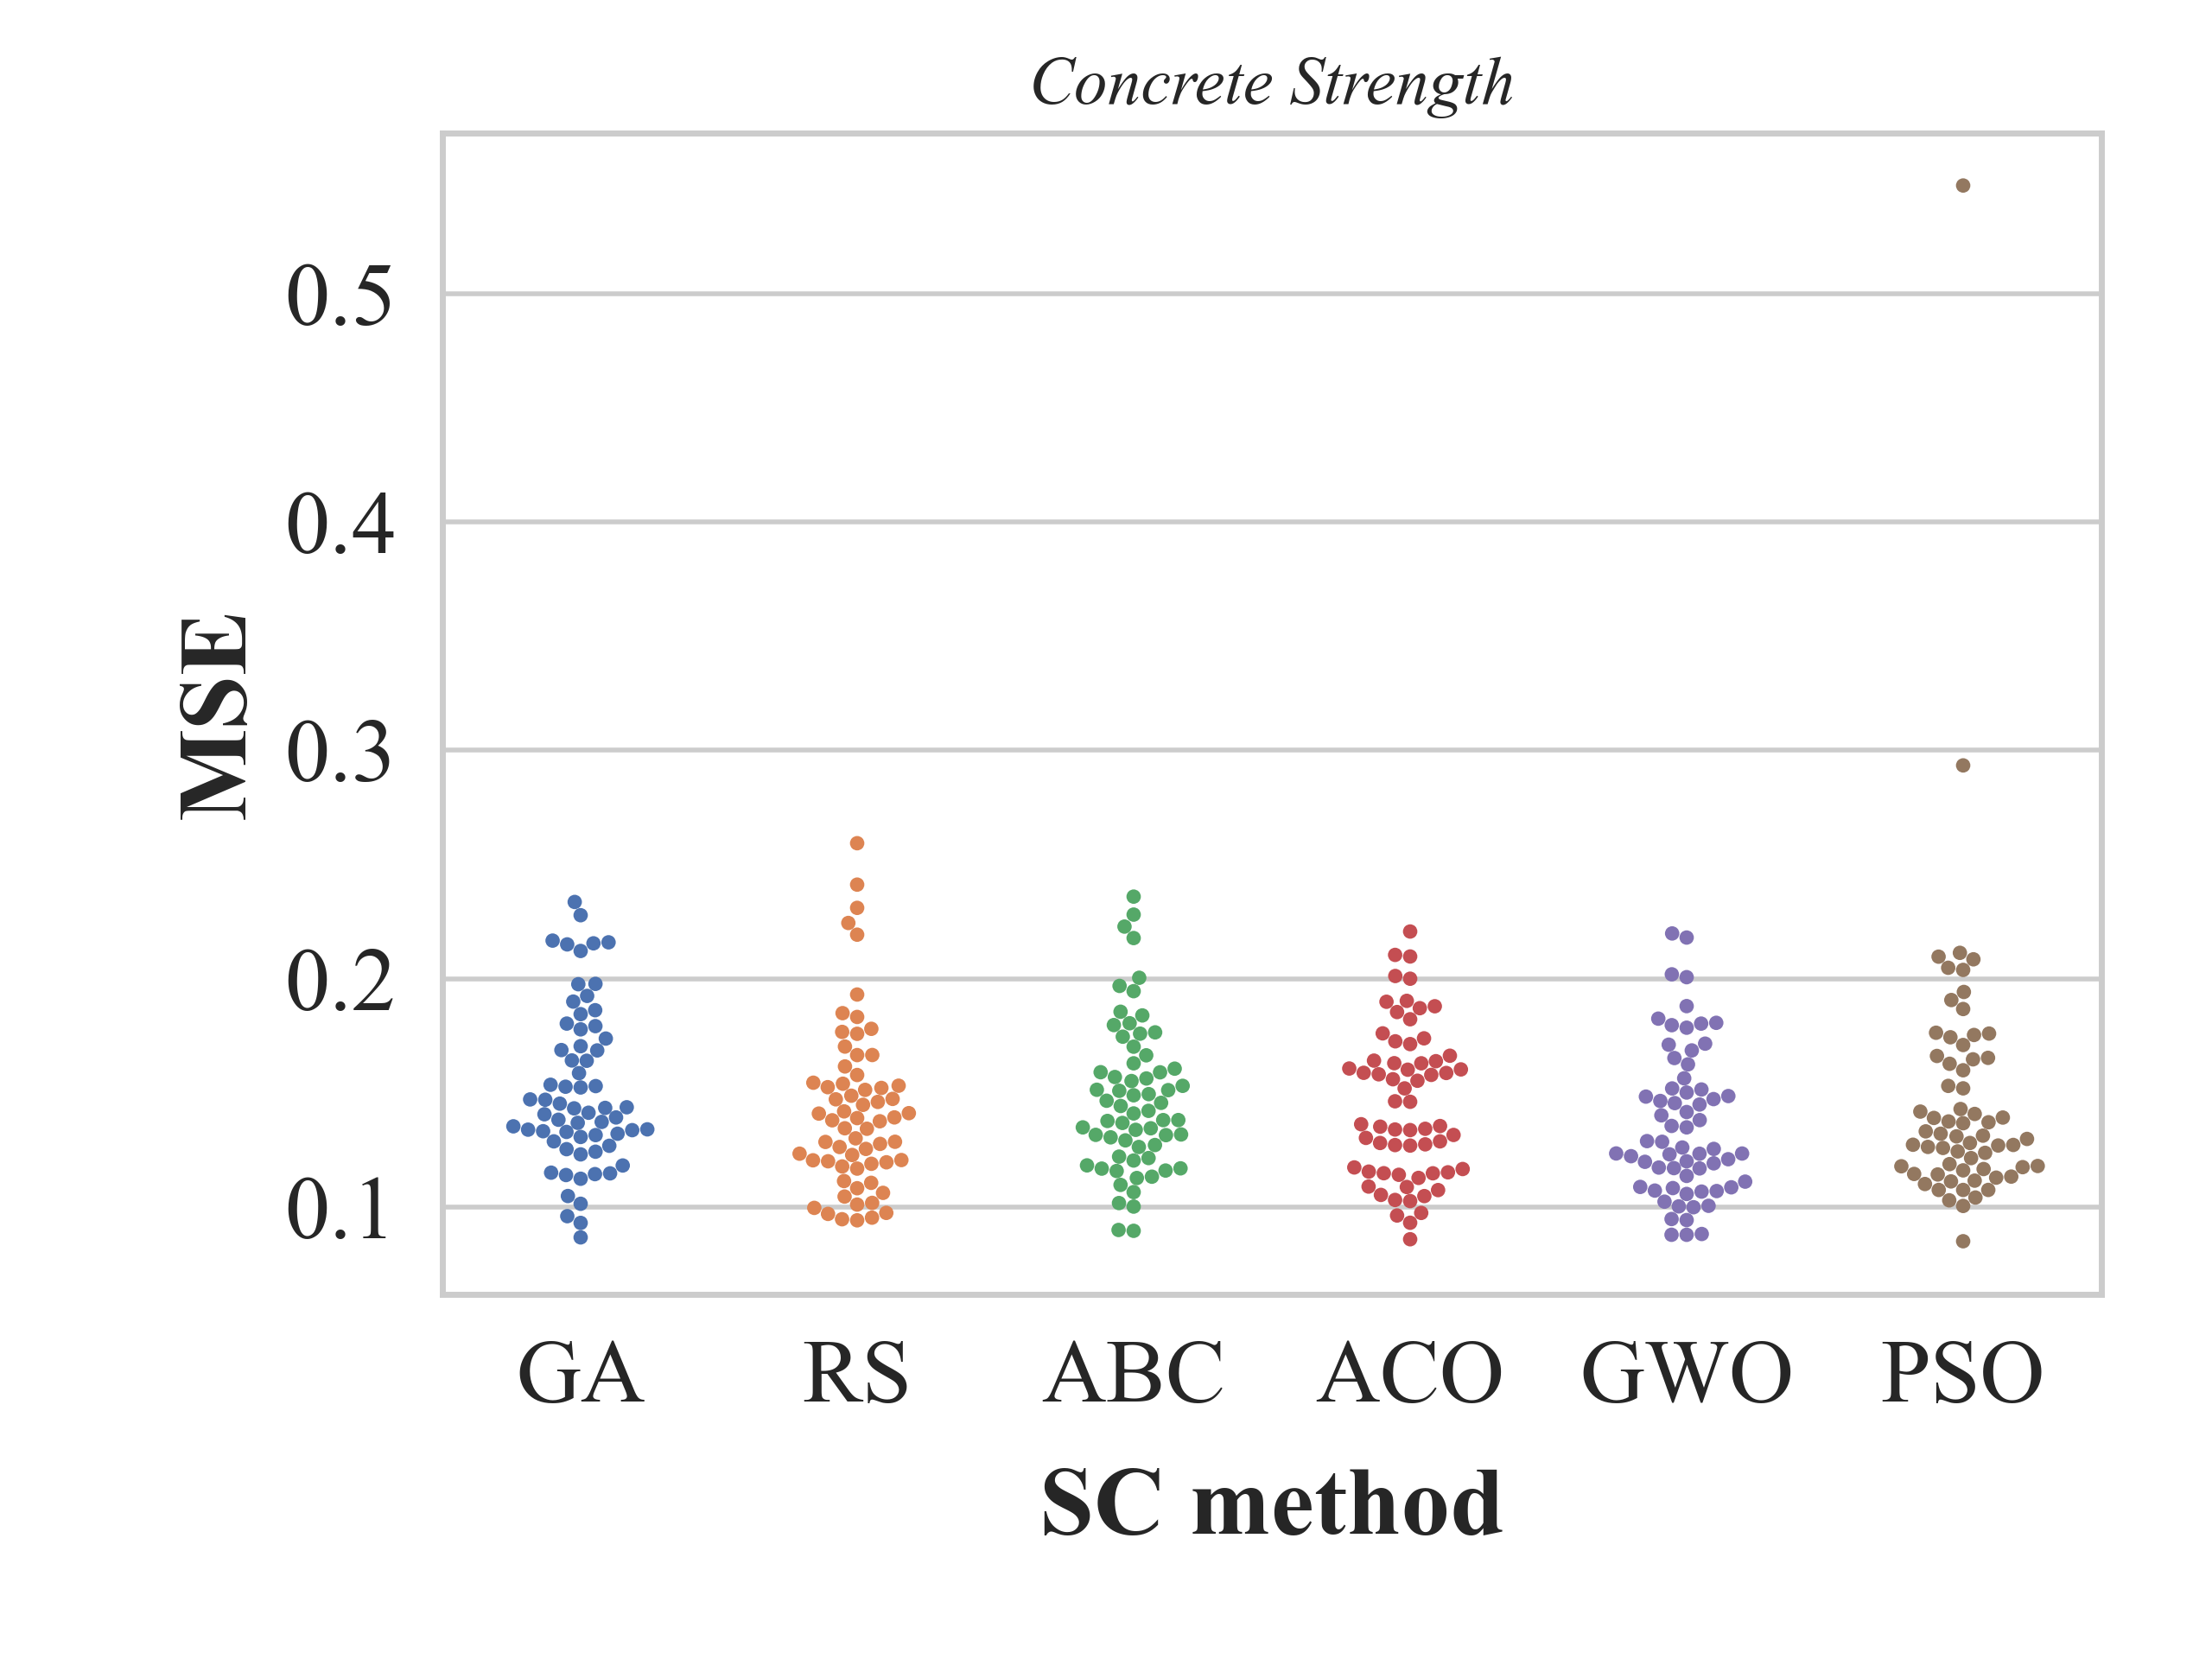 Concrete Strength
0.5
0.4
0.3
0.2
0.1
MSE
GA RS ABC ACO GWO PSO
SC method